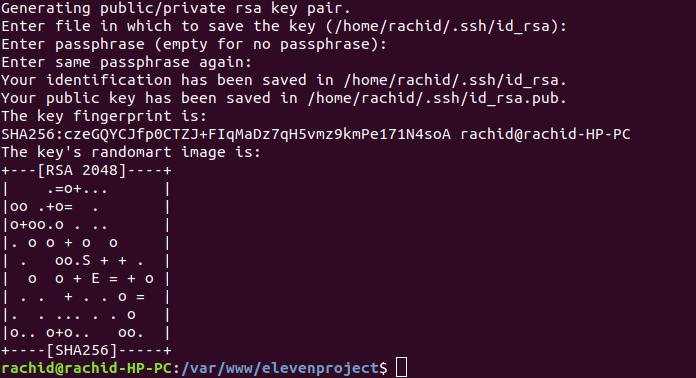 Generating public/private rsa key pair.
Enter file in which to save the key (/home/rachid/.ssh/id_rsa):
Enter passphrase (empty for no passphrase):
Enter same passphrase again:
Your identification has been saved in /home/rachid/.ssh/id_rsa.
Your public key has been saved in /home/rachid/.ssh/id_rsa.pub.
The key fingerprint is:
SHA256:czeGQYCJfp0CTZJ+FIqMaDz7qH5vmz9kmPe171N4soA rachid@rachid-HP-PC
The key's randomart image is:
+---[RSA 2048]----+
|    .=o+...      |
|oo .+o=  .       |
|o+oo.o . ..      |
|. o o + o  o     |
| .   oo.S + + .  |
|  o  o + E = + o |
| . .  + . . o =  |
|.  . ... . . o   |
|o.. o+o..   oo.  |
+----[SHA256]-----+
rachid@rachid-HP-PC:/var/www/elevenproject$